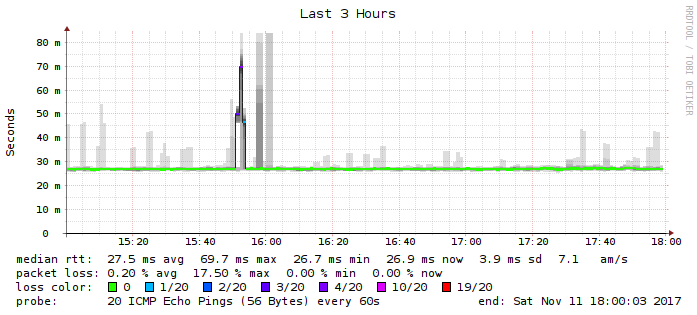 Last 3 Hours
RRDTOOL / TOBI OETIKER
Seconds
80 m
70 m
60 m
50 m
40 m
30 m
20 m
10 m
0
15:20 15:40 16:00 16:20 16:40 17:00 17:20 17:40 18:00
median rtt: 27.5 ms avg 69.7 ms max 26.7 ms min 26.9 ms now 3.9 ms sd 7.1 am/s
packet loss: 0.20 % avg 17.50 % max 0.00 % min 0.00 % now
loss color: 0 1/20 2/20 3/20 4/20 10/20 19/20
probe: 20 ICMP Echo Pings (56 Bytes) every 60s end: Sat Nov 11 18:00:03 2017